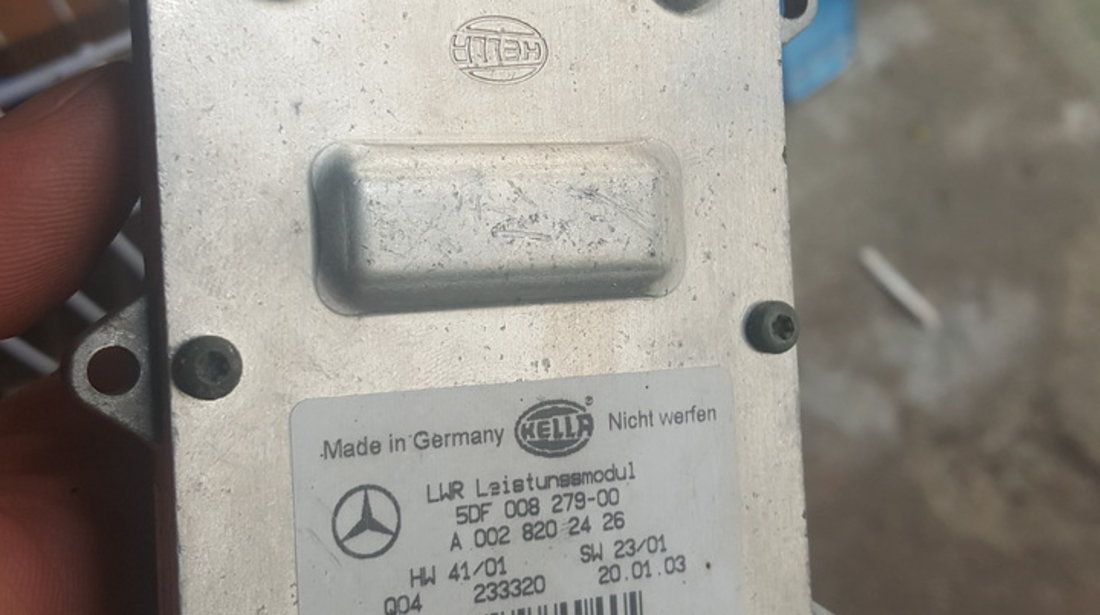 HELLA
Made in Germany HELLA® Nicht werfen
LWR Leistungsmodul
5DF 008 279-00
A 002 820 24 26
HW 41/01 SW 23/01
Q04 233320 20.01.03